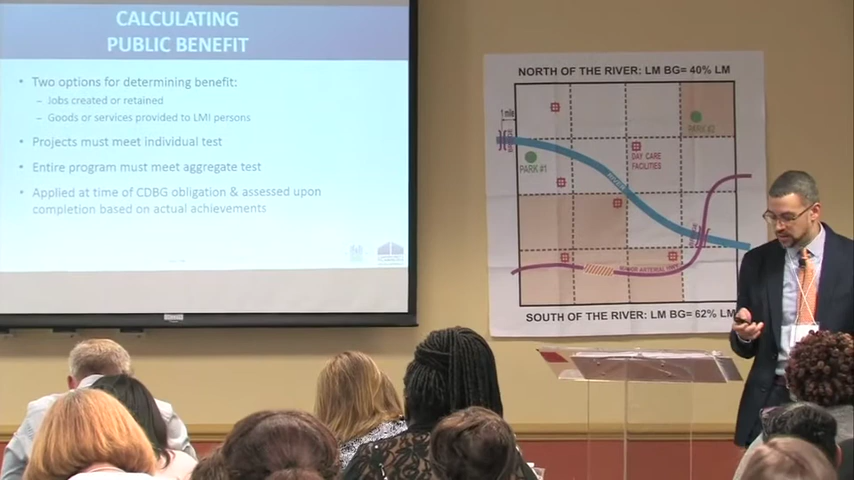 CALCULATING
PUBLIC BENEFIT
• Two options for determining benefit:
– Jobs created or retained
– Goods or services provided to LMI persons
• Projects must meet individual test
• Entire program must meet aggregate test
• Applied at time of CDBG obligation & assessed upon
completion based on actual achievements
NORTH OF THE RIVER: LM BG= 40% LM
1 mile
PARK #2
DAY CARE
FACILITIES
PARK #1
RIVER
SOUTH OF THE RIVER: LM BG= 62% LM